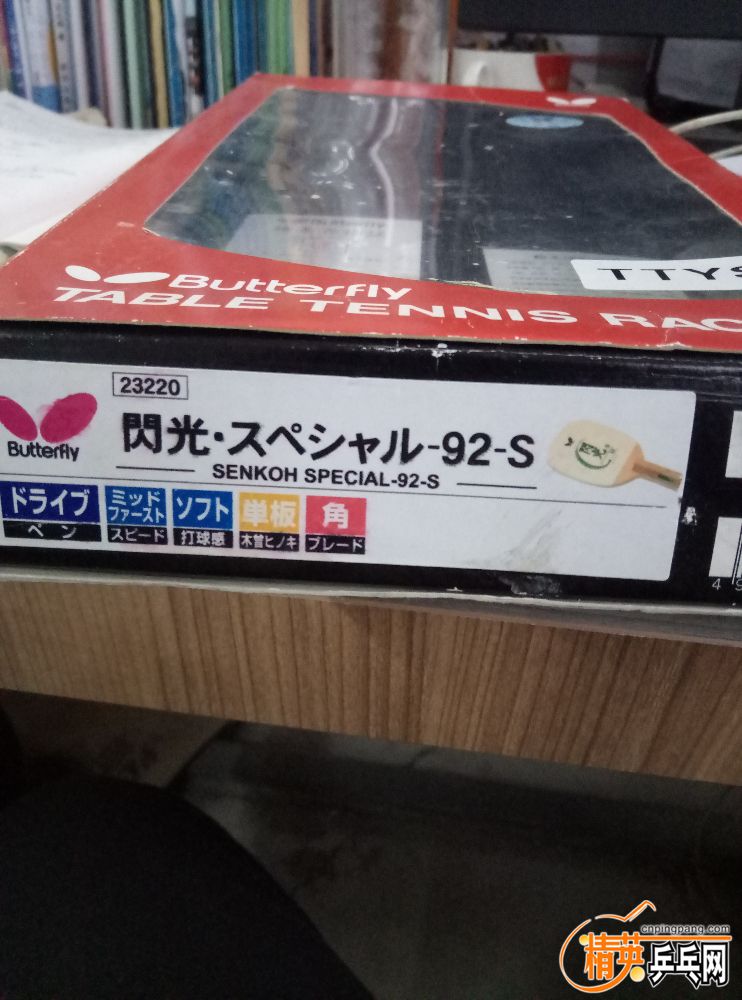 Butterfly
TABLE TENNIS RAC
TTYS
23220
Butterfly
閃光・スペシャル-92-S
SENKOH SPECIAL-92-S
ドライブ
ペン
ミッド
ファースト
スピード
ソフト
打球感
単板
木曽ヒノキ
角
ブレード
cnpingpang.com
精英乒乓网